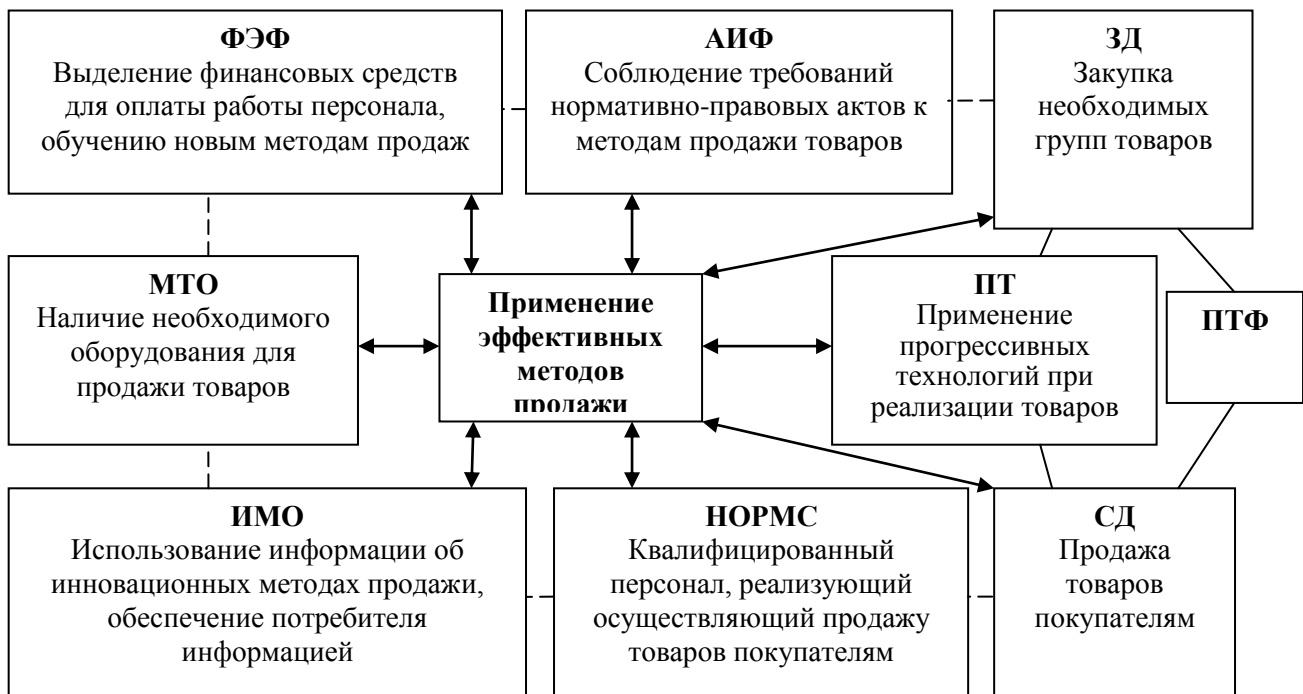 ФЭФ
Выделение финансовых средств
для оплаты работы персонала,
обучению новым методам продаж
АИФ
Соблюдение требований
нормативно-правовых актов к
методам продажи товаров
ЗД
Закупка
необходимых
групп товаров
МТО
Наличие необходимого
оборудования для
продажи товаров
Применение
эффективных
методов
продажи
ПТ
Применение
прогрессивных
технологий при
реализации товаров
ПТФ
ИМО
Использование информации об
инновационных методах продажи,
обеспечение потребителя
информацией
НОРМС
Квалифицированный
персонал, реализующий
осуществляющий продажу
товаров покупателям
СД
Продажа
товаров
покупателям